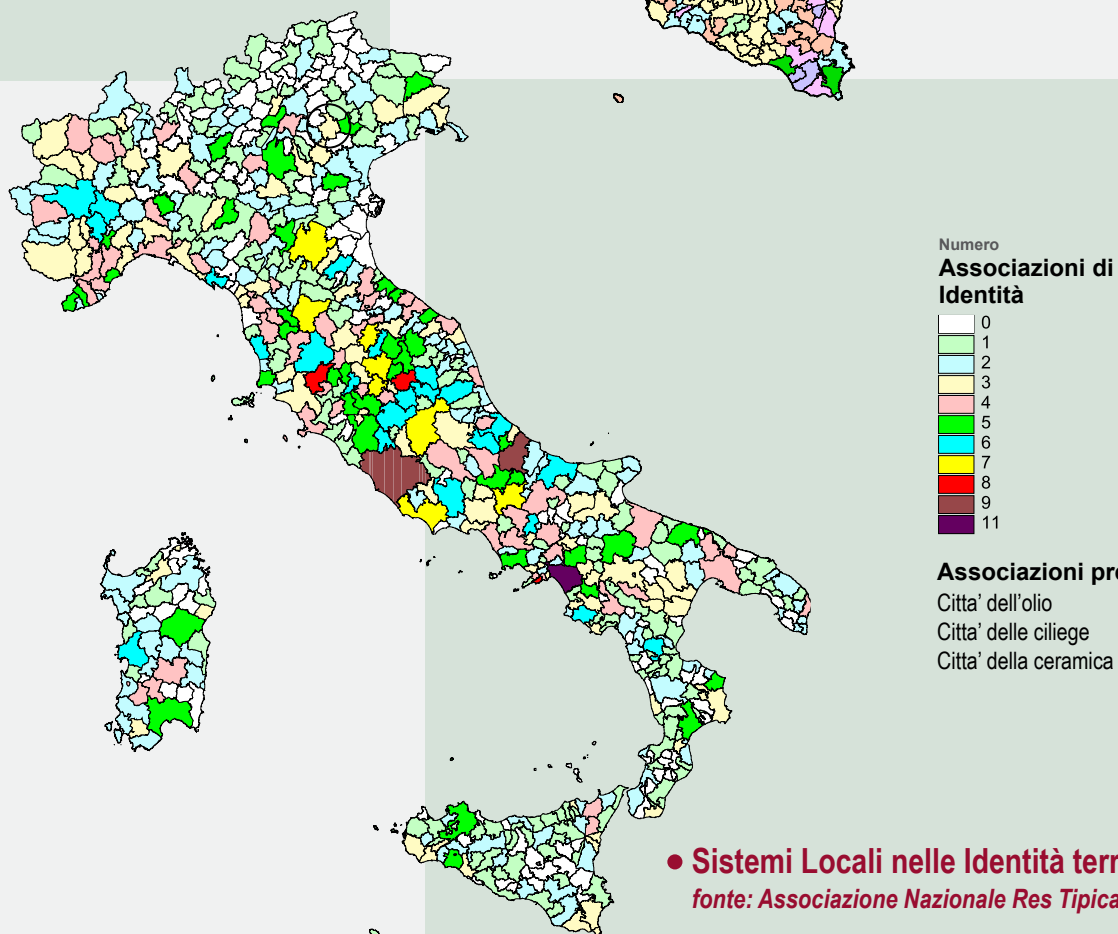 Numero
Associazioni di
Identità
0
1
2
3
4
5
6
7
8
9
11
Associazioni pro
Citta' dell'olio
Citta' delle ciliege
Citta' della ceramica
• Sistemi Locali nelle Identità terr
fonte: Associazione Nazionale Res Tipica